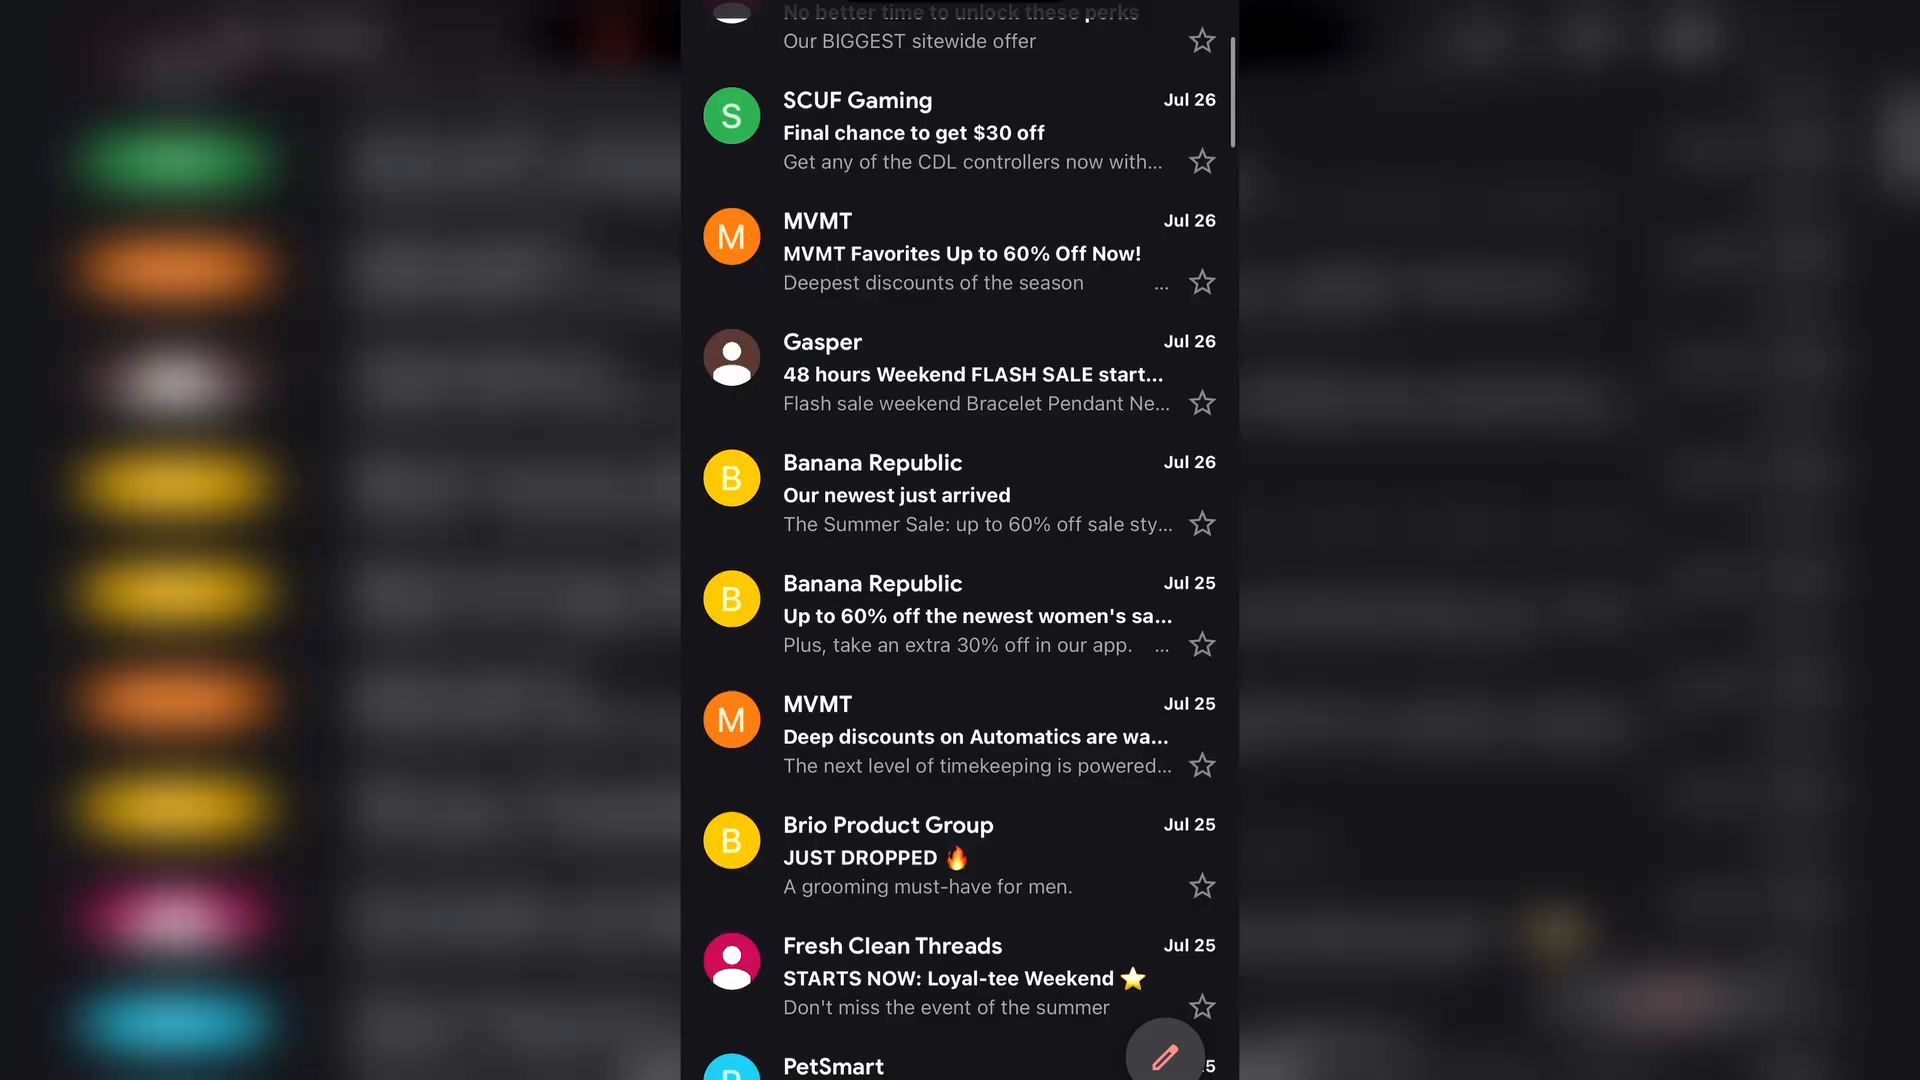 No better time to unlock these perks
Our BIGGEST sitewide offer
S
SCUF Gaming
Jul 26
Final chance to get $30 off
Get any of the CDL controllers now with...
M
MVMT
Jul 26
MVMT Favorites Up to 60% Off Now!
Deepest discounts of the season ...
Gasper
Jul 26
48 hours Weekend FLASH SALE start...
Flash sale weekend Bracelet Pendant Ne...
B
Banana Republic
Jul 26
Our newest just arrived
The Summer Sale: up to 60% off sale sty...
B
Banana Republic
Jul 25
Up to 60% off the newest women's sa...
Plus, take an extra 30% off in our app. ...
M
MVMT
Jul 25
Deep discounts on Automatics are wa...
The next level of timekeeping is powered...
B
Brio Product Group
Jul 25
JUST DROPPED 🔥
A grooming must-have for men.
Fresh Clean Threads
Jul 25
STARTS NOW: Loyal-tee Weekend ⭐
Don't miss the event of the summer
PetSmart